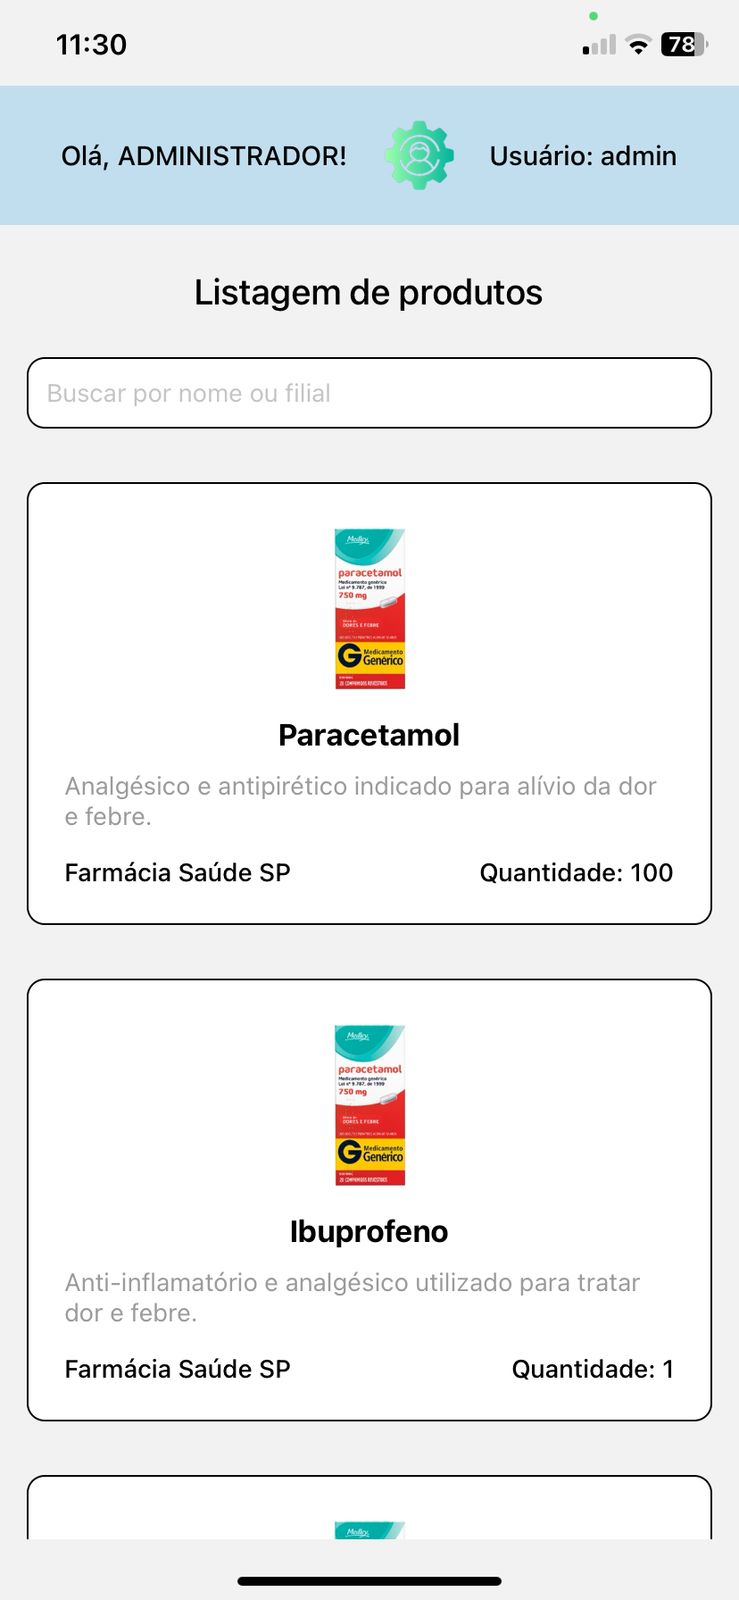 11:30
78
Olá, ADMINISTRADOR!
Usuário: admin
Listagem de produtos
Buscar por nome ou filial
Medley
paracetamol
Medicamento genérico
Lei nº 9.787, de 1999
750 mg
DORES E FEBRE
G Medicamento
Genérico
20 COMPRIMIDOS REVESTIDOS
Paracetamol
Analgésico e antipirético indicado para alívio da dor
e febre.
Farmácia Saúde SP
Quantidade: 100
Medley
paracetamol
Medicamento genérico
Lei nº 9.787, de 1999
750 mg
DORES E FEBRE
G Medicamento
Genérico
20 COMPRIMIDOS REVESTIDOS
Ibuprofeno
Anti-inflamatório e analgésico utilizado para tratar
dor e febre.
Farmácia Saúde SP
Quantidade: 1
Medley